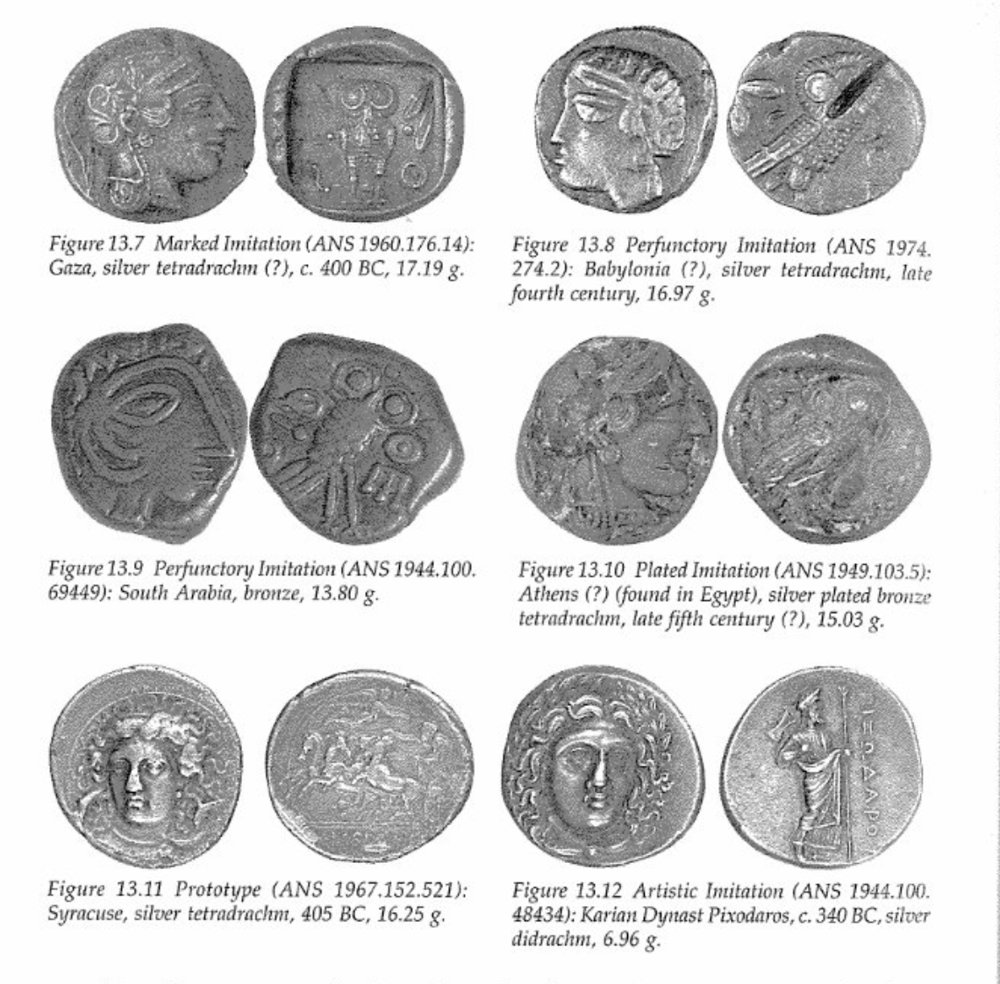 Figure 13.7 Marked Imitation (ANS 1960.176.14):
Gaza, silver tetradrachm (?), c. 400 BC, 17.19 g.
Figure 13.8 Perfunctory Imitation (ANS 1974.
274.2): Babylonia (?), silver tetradrachm, late
fourth century, 16.97 g.
Figure 13.9 Perfunctory Imitation (ANS 1944.100.
69449): South Arabia, bronze, 13.80 g.
Figure 13.10 Plated Imitation (ANS 1949.103.5):
Athens (?) (found in Egypt), silver plated bronze
tetradrachm, late fifth century (?), 15.03 g.
Figure 13.11 Prototype (ANS 1967.152.521):
Syracuse, silver tetradrachm, 405 BC, 16.25 g.
Figure 13.12 Artistic Imitation (ANS 1944.100.
48434): Karian Dynast Pixodaros, c. 340 BC, silver
didrachm, 6.96 g.